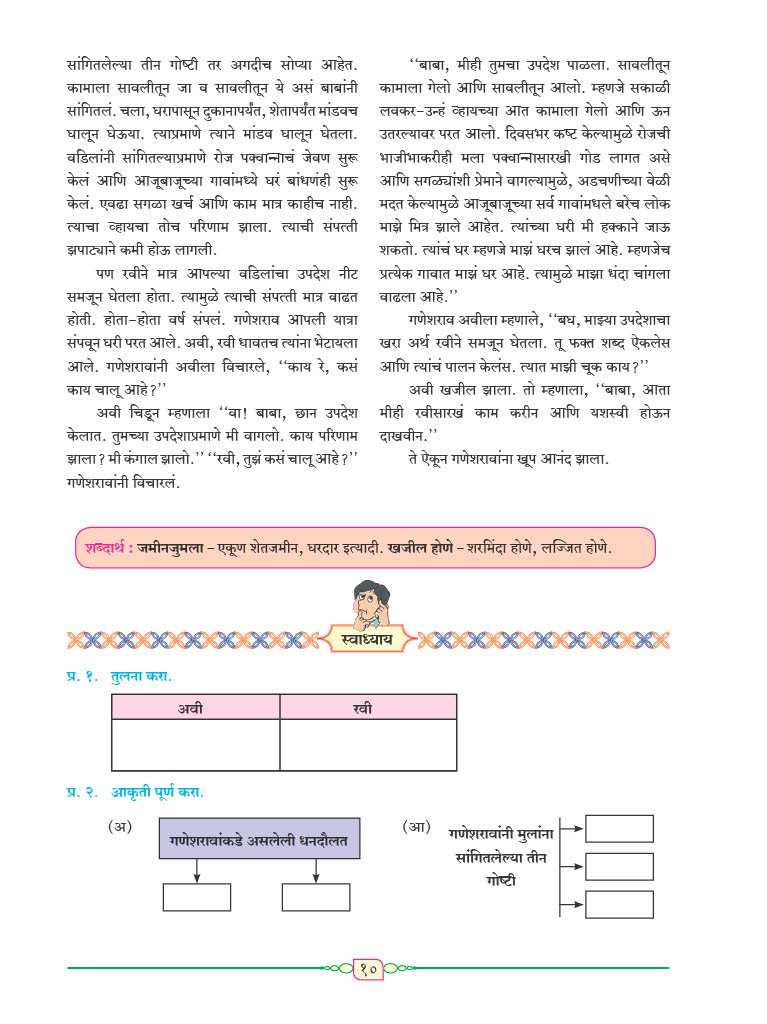 सांगितलेल्या तीन गोष्टी तर अगदीच सोप्या आहेत.
कामाला सावलीतून जा व सावलीतून ये असं बाबांनी
सांगितलं. चला, घरापासून दुकानापर्यंत, शेतापर्यंत मांडवच
घालून घेऊया. त्याप्रमाणे त्याने मांडव घालून घेतला.
वडिलांनी सांगितल्याप्रमाणे रोज पक्वान्नाचं जेवण सुरू
केलं आणि आजूबाजूच्या गावांमध्ये घरं बांधणंही सुरू
केलं. एवढा सगळा खर्च आणि काम मात्र काहीच नाही.
त्याचा व्हायचा तोच परिणाम झाला. त्याची संपत्ती
झपाट्याने कमी होऊ लागली.
पण रवीने मात्र आपल्या वडिलांचा उपदेश नीट
समजून घेतला होता. त्यामुळे त्याची संपत्ती मात्र वाढत
होती. होता-होता वर्ष संपलं. गणेशराव आपली यात्रा
संपवून घरी परत आले. अवी, रवी धावतच त्यांना भेटायला
आले. गणेशरावांनी अवीला विचारले, ‘‘काय रे, कसं
काय चालू आहे?’’
अवी चिडून म्हणाला ‘‘वा! बाबा, छान उपदेश
केलात. तुमच्या उपदेशाप्रमाणे मी वागलो. काय परिणाम
झाला? मी कंगाल झालो.’’ ‘‘रवी, तुझं कसं चालू आहे?’’
गणेशरावांनी विचारलं.
‘‘बाबा, मीही तुमचा उपदेश पाळला. सावलीतून
कामाला गेलो आणि सावलीतून आलो. म्हणजे सकाळी
लवकर-उन्हं व्हायच्या आत कामाला गेलो आणि ऊन
उतरल्यावर परत आलो. दिवसभर कष्ट केल्यामुळे रोजची
भाजीभाकरीही मला पक्वान्नासारखी गोड लागत असे
आणि सगळ्यांशी प्रेमाने वागल्यामुळे, अडचणीच्या वेळी
मदत केल्यामुळे आजूबाजूच्या सर्व गावांमधले बरेच लोक
माझे मित्र झाले आहेत. त्यांच्या घरी मी हक्काने जाऊ
शकतो. त्यांचं घर म्हणजे माझं घरच झालं आहे. म्हणजेच
प्रत्येक गावात माझं घर आहे. त्यामुळे माझा धंदा चांगला
वाढला आहे.’’
गणेशराव अवीला म्हणाले, ‘‘बघ, माझ्या उपदेशाचा
खरा अर्थ रवीने समजून घेतला. तू फक्त शब्द ऐकलेस
आणि त्यांचं पालन केलंस. त्यात माझी चूक काय?’’
अवी खजील झाला. तो म्हणाला, ‘‘बाबा, आता
मीही रवीसारखं काम करीन आणि यशस्वी होऊन
दाखवीन.’’
ते ऐकून गणेशरावांना खूप आनंद झाला.
शब्दार्थ : जमीनजुमला - एकूण शेतजमीन, घरदार इत्यादी. खजील होणे - शरमिंदा होणे, लज्जित होणे.
स्वाध्याय
प्र. १. तुलना करा.
अवी रवी
प्र. २. आकृती पूर्ण करा.
(अ) गणेशरावांकडे असलेली धनदौलत
(आ) गणेशरावांनी मुलांना
सांगितलेल्या तीन
गोष्टी
१०